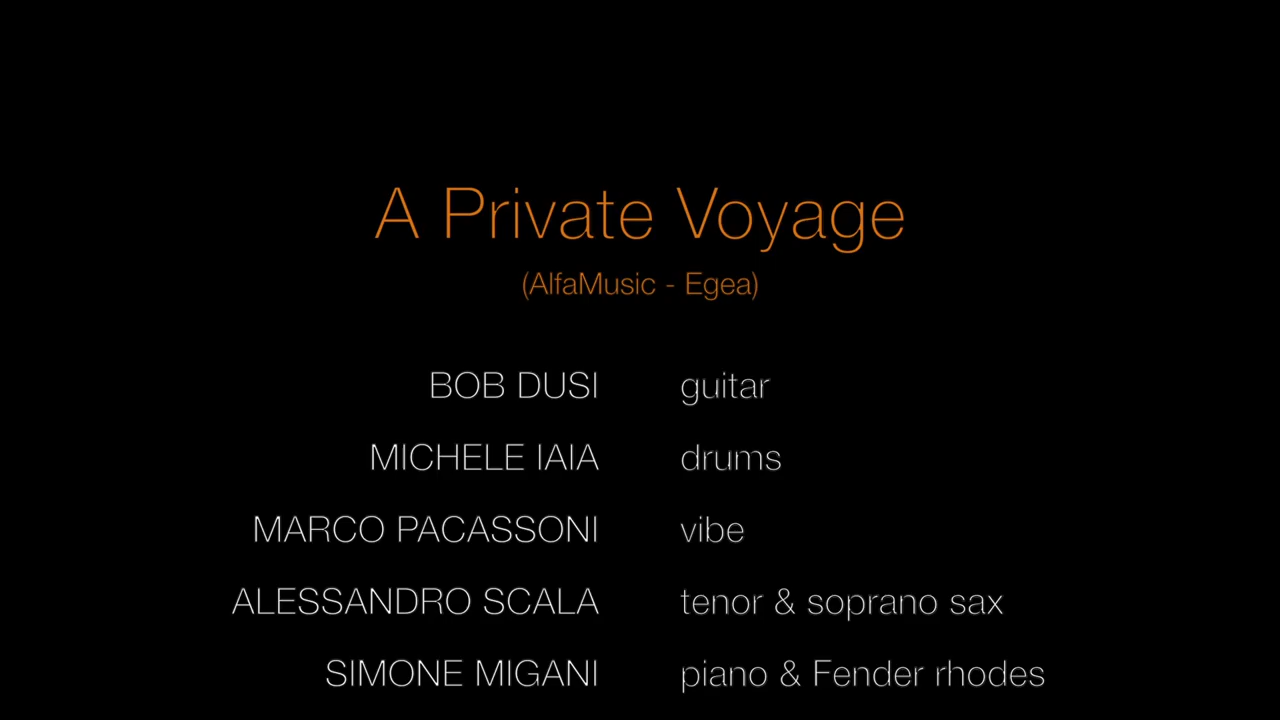 A Private Voyage
(AlfaMusic - Egea)
BOB DUSI guitar
MICHELE IAIA drums
MARCO PACASSONI vibe
ALESSANDRO SCALA tenor & soprano sax
SIMONE MIGANI piano & Fender rhodes